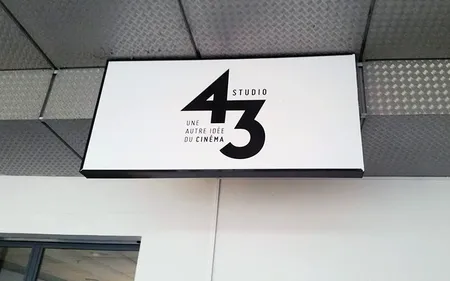 STUDIO
43
UNE
AUTRE IDÉE
DU CINÉMA